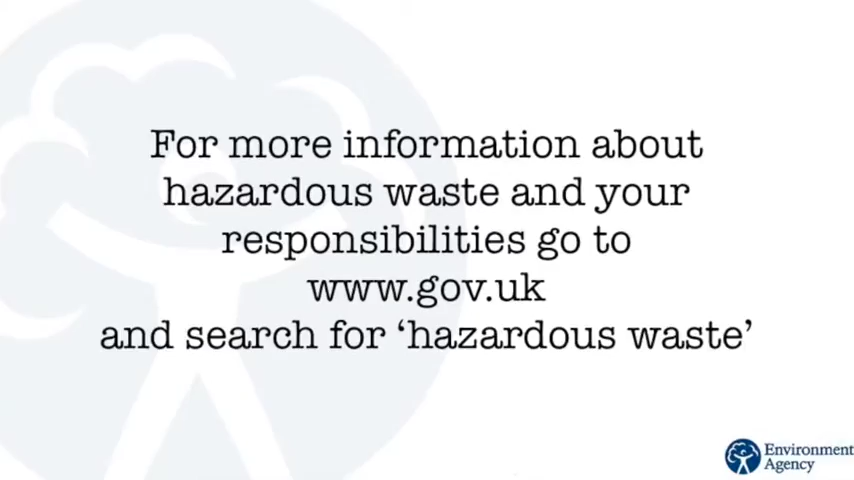 For more information about
hazardous waste and your
responsibilities go to
www.gov.uk
and search for ‘hazardous waste’
Environment
Agency